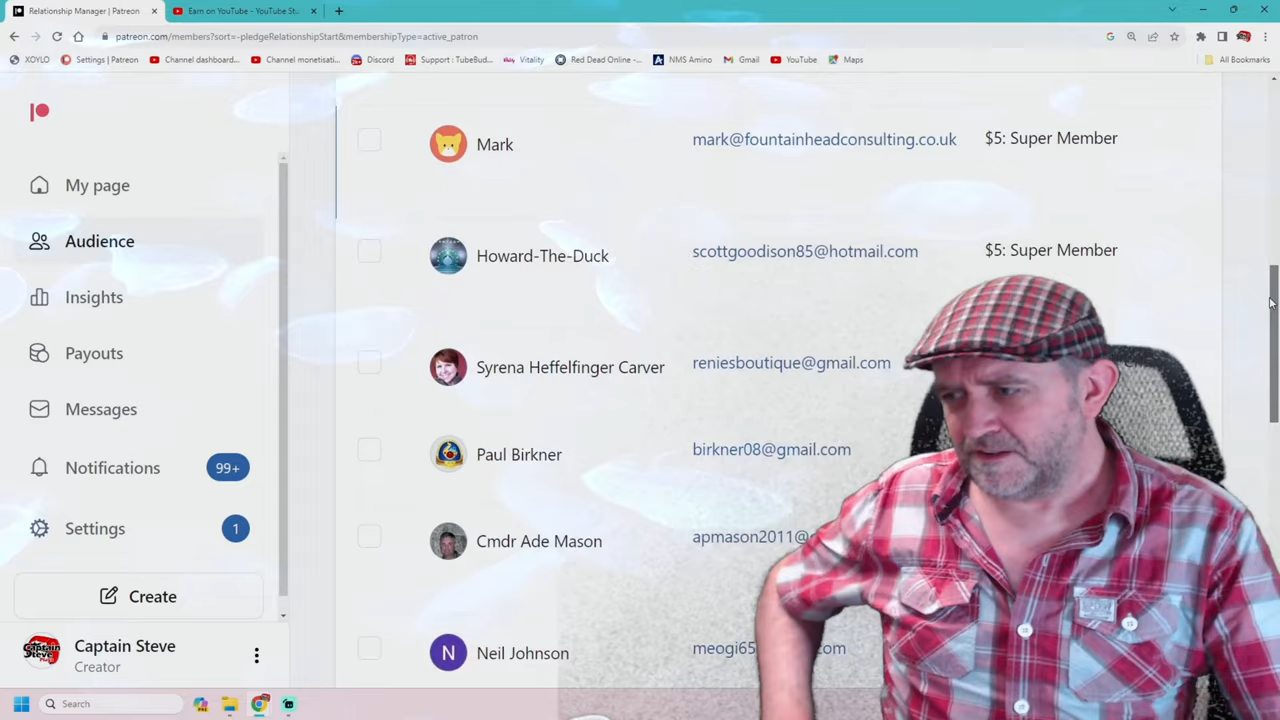 Relationship Manager | Patreon
Earn on YouTube - YouTube Stu
patreon.com/members?sort=-pledgeRelationshipStart&membershipType=active_patron
XOYLO
Settings | Patreon
Channel dashboard...
Channel monetisati...
Discord
Support : TubeBud...
Vitality
Red Dead Online -...
NMS Amino
Gmail
YouTube
Maps
All Bookmarks
My page
Audience
Insights
Payouts
Messages
Notifications 99+
Settings 1
Create
Captain Steve
Creator
Mark mark@fountainheadconsulting.co.uk $5: Super Member
Howard-The-Duck scottgoodison85@hotmail.com $5: Super Member
Syrena Heffelfinger Carver reniesboutique@gmail.com
Paul Birkner birkner08@gmail.com
Cmdr Ade Mason apmason2011@
N Neil Johnson meogi65
Search